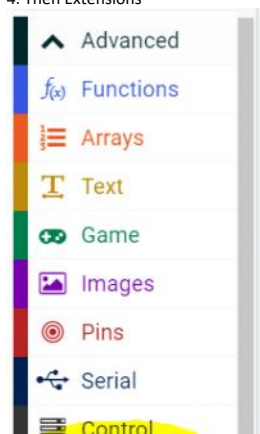 4. Then Extensions
Advanced
f(x) Functions
Arrays
Text
Game
Images
Pins
Serial
Control